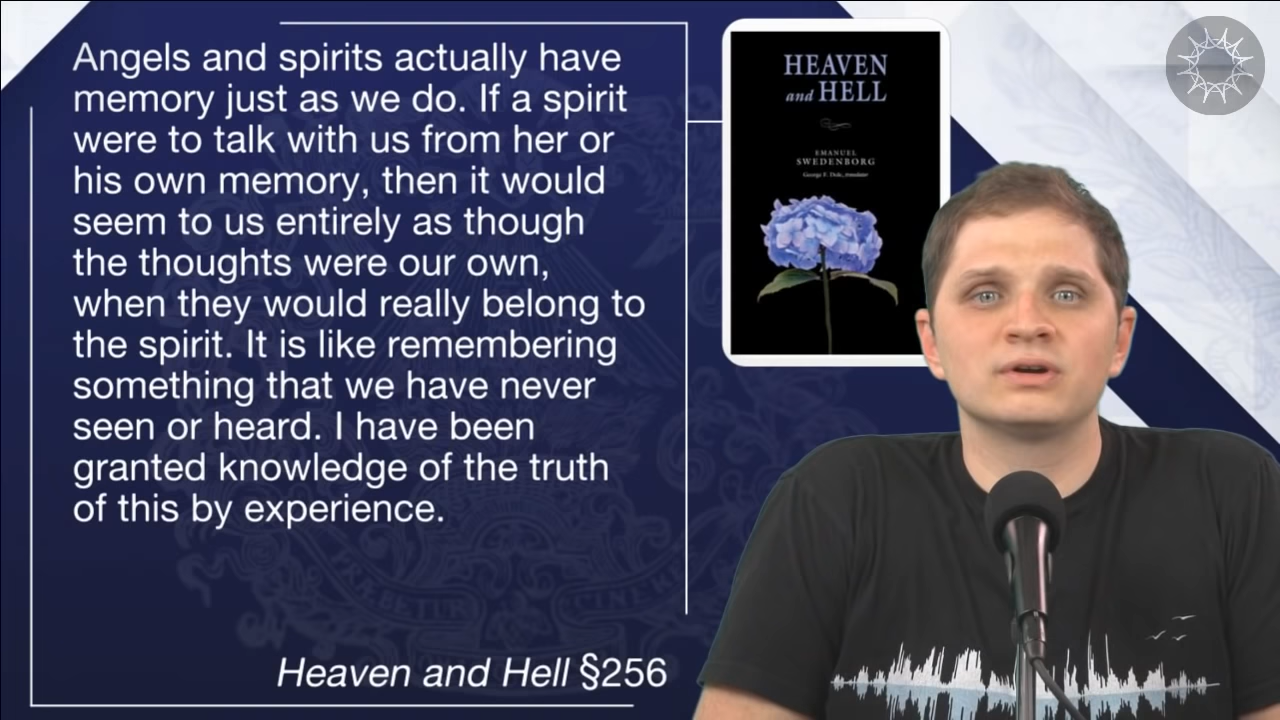 Angels and spirits actually have
memory just as we do. If a spirit
were to talk with us from her or
his own memory, then it would
seem to us entirely as though
the thoughts were our own,
when they would really belong to
the spirit. It is like remembering
something that we have never
seen or heard. I have been
granted knowledge of the truth
of this by experience.
Heaven and Hell §256
HEAVEN
and HELL
EMANUEL
SWEDENBORG
George F. Dole, translator